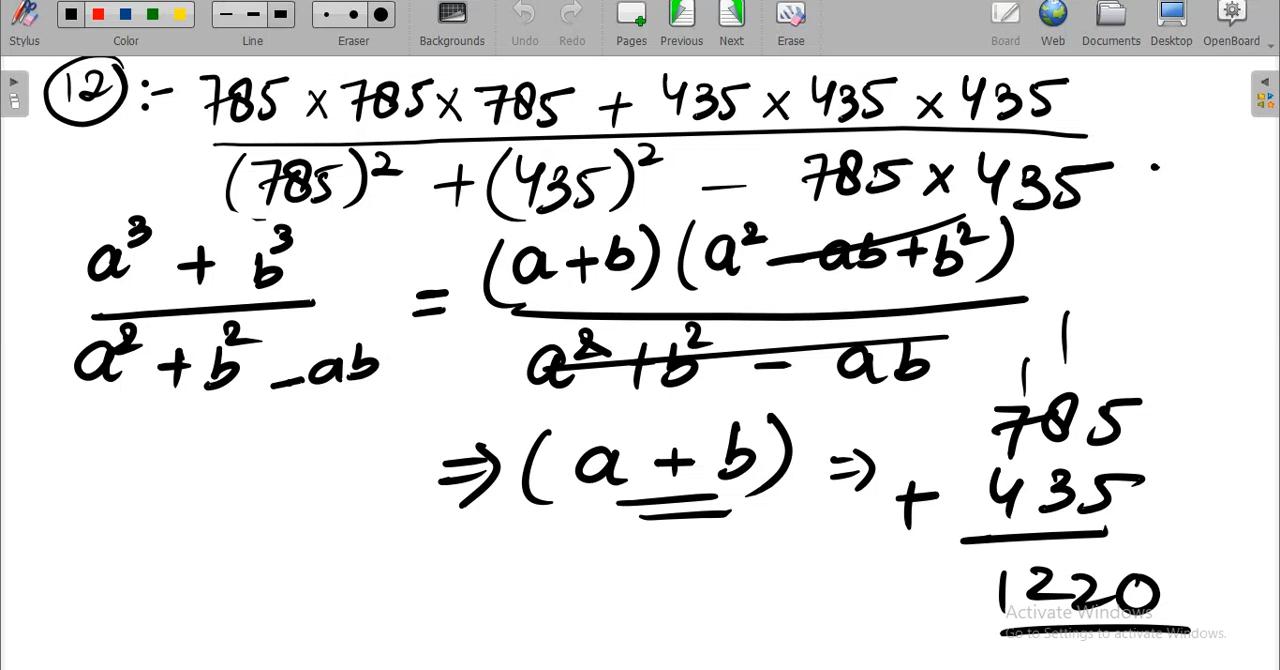 Stylus Color Line Eraser Backgrounds Undo Redo Pages Previous Next Erase Board Web Documents Desktop OpenBoard
12 :- 785 × 785 × 785 + 435 × 435 × 435
(785)² + (435)² - 785 × 435 .
a³ + b³ = (a+b) (a² - ab + b²)
a² + b² - ab a² + b² - ab
1 1
⇒ (a + b) ⇒ 785
+ 435
1220
Activate Windows
Go to Settings to activate Windows.